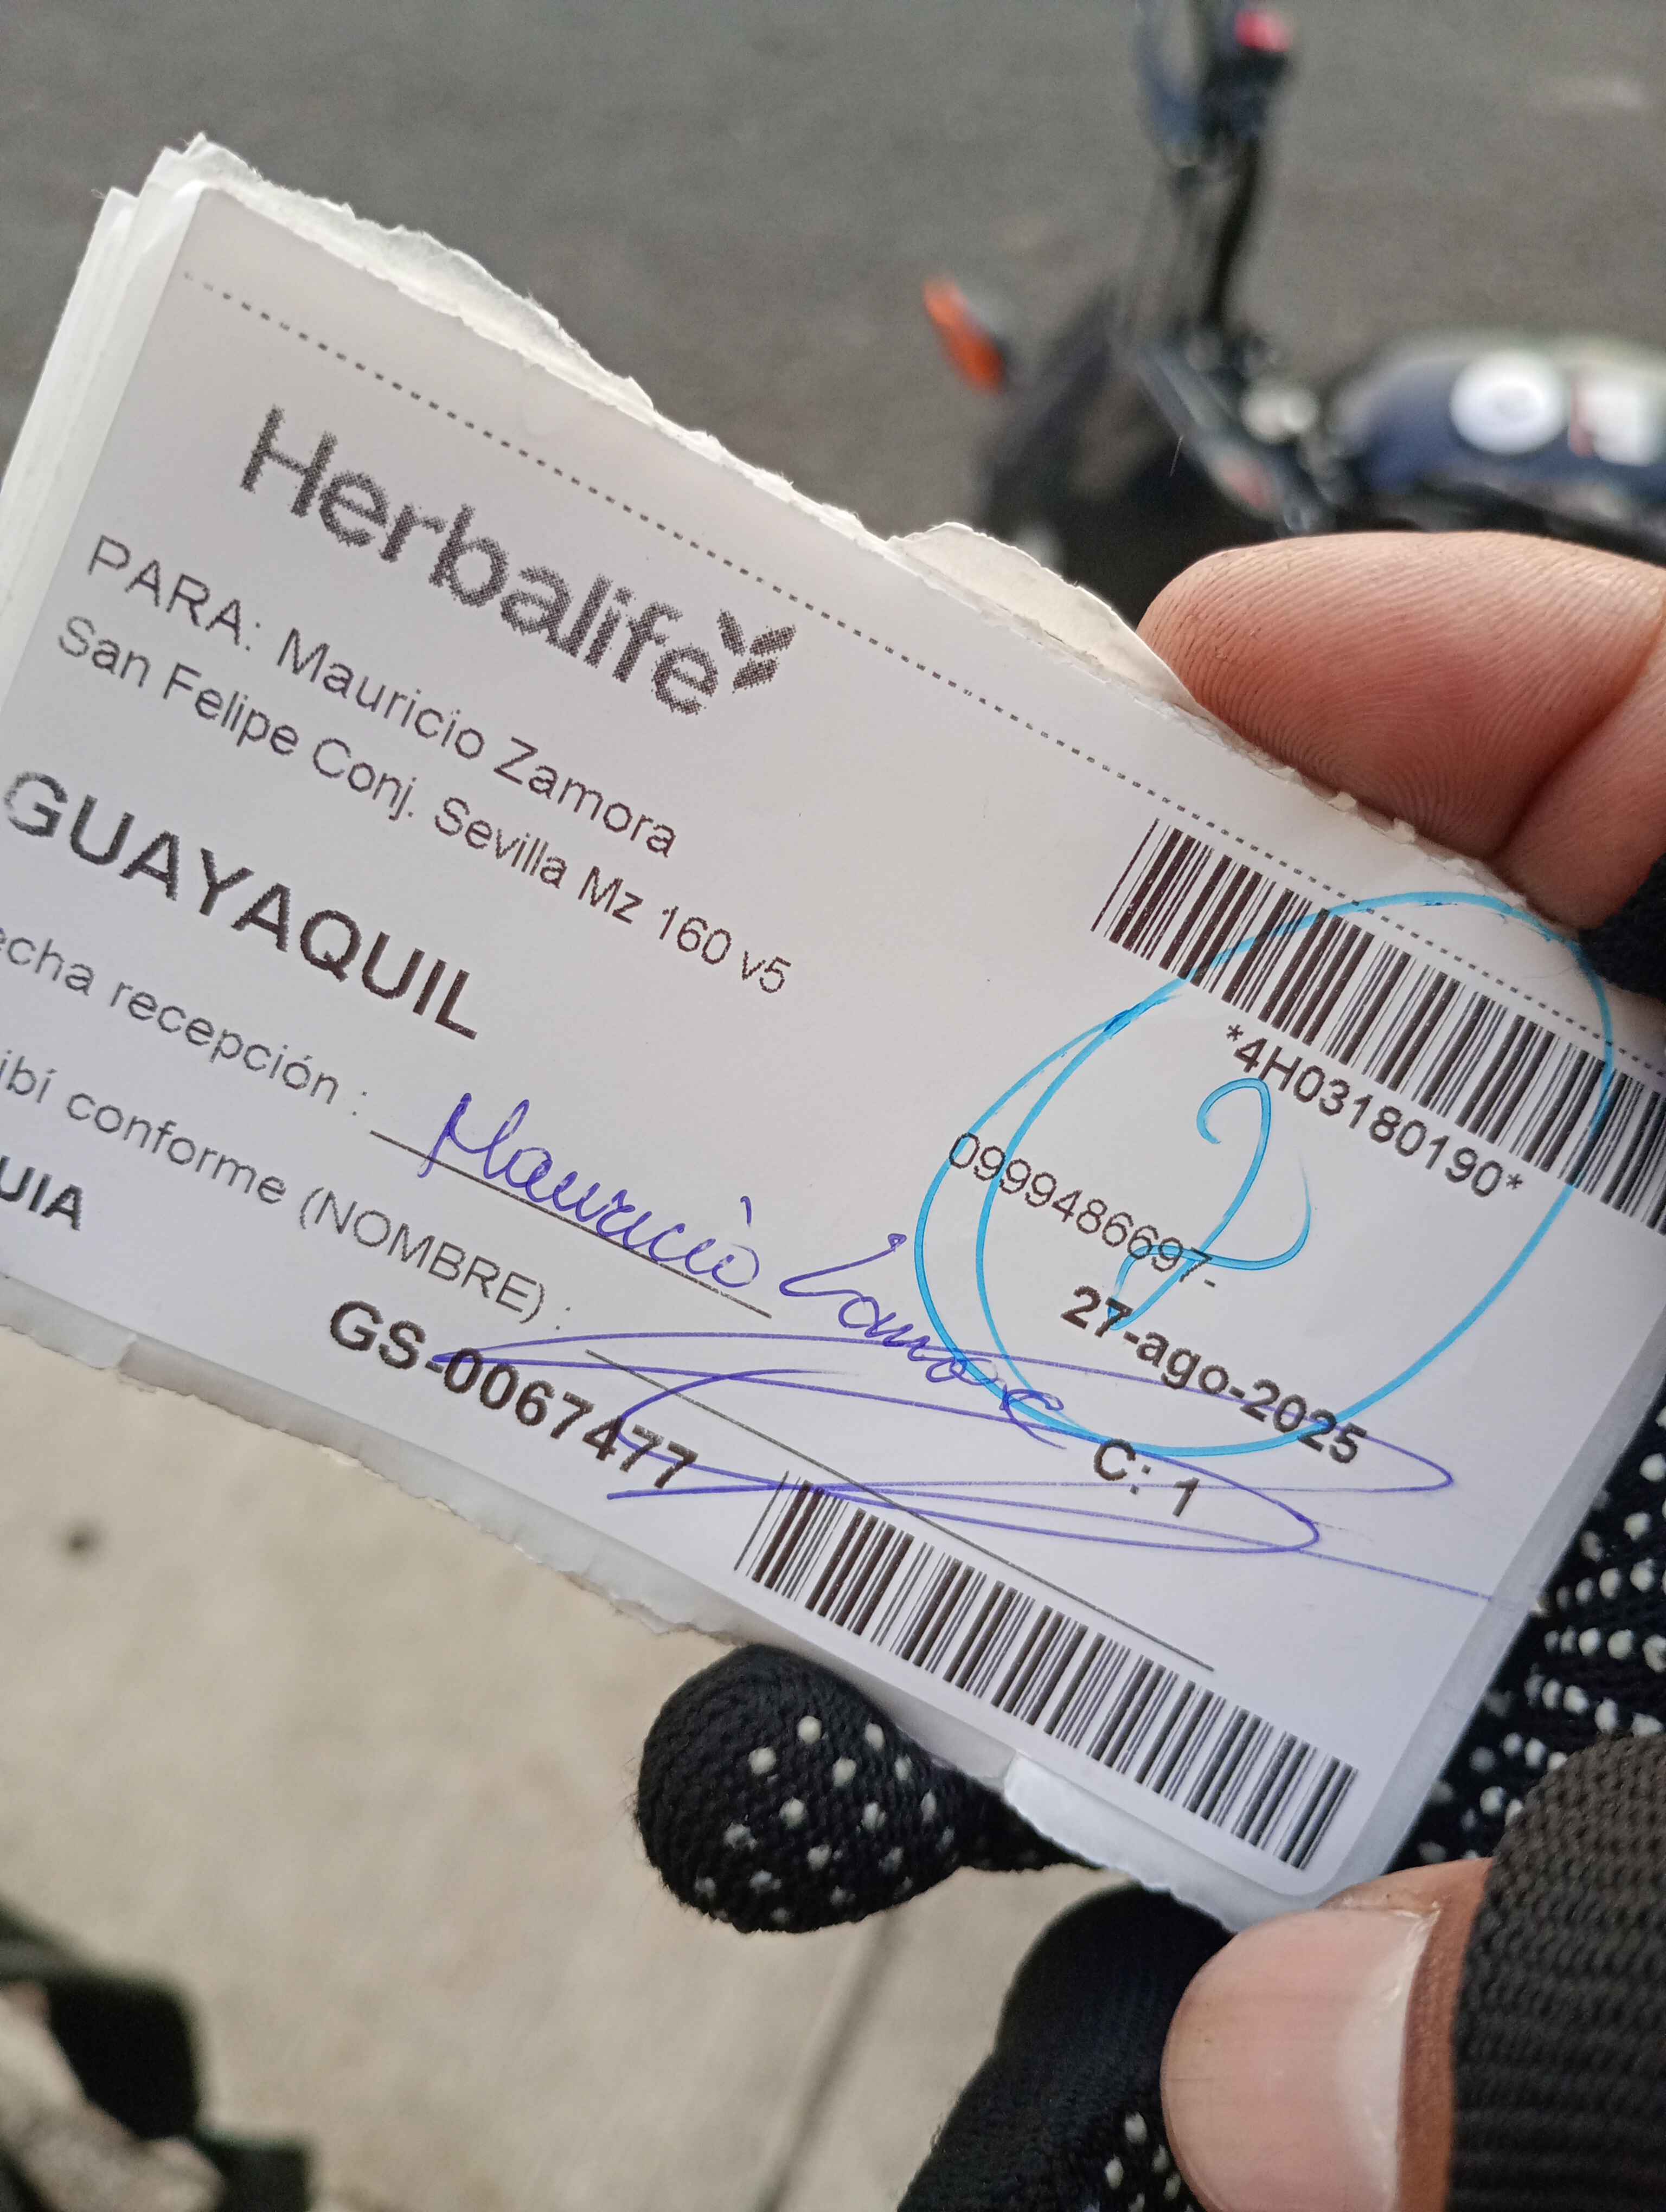 Herbalife
PARA: Mauricio Zamora
San Felipe Conj. Sevilla Mz 160 v5
GUAYAQUIL
*4H03180190*
0999486697-
27-ago-2025
echa recepción :
Mauricio Zamora
ibí conforme (NOMBRE) :
C: 1
UIA
GS-0067477